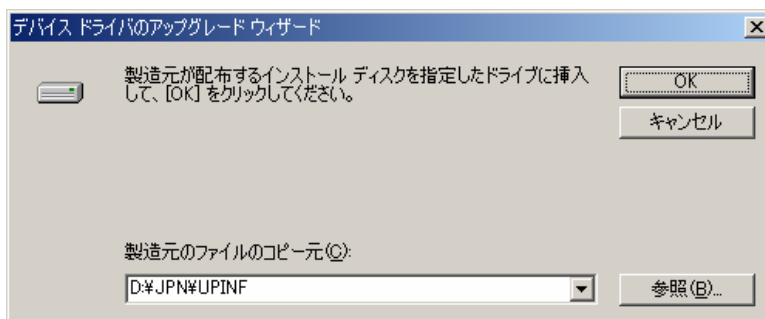 デバイス ドライバのアップグレード ウィザード
製造元が配布するインストール ディスクを指定したドライブに挿入
して、[OK] をクリックしてください。
OK
キャンセル
製造元のファイルのコピー元(C):
D:¥JPN¥UPINF
参照(B)...